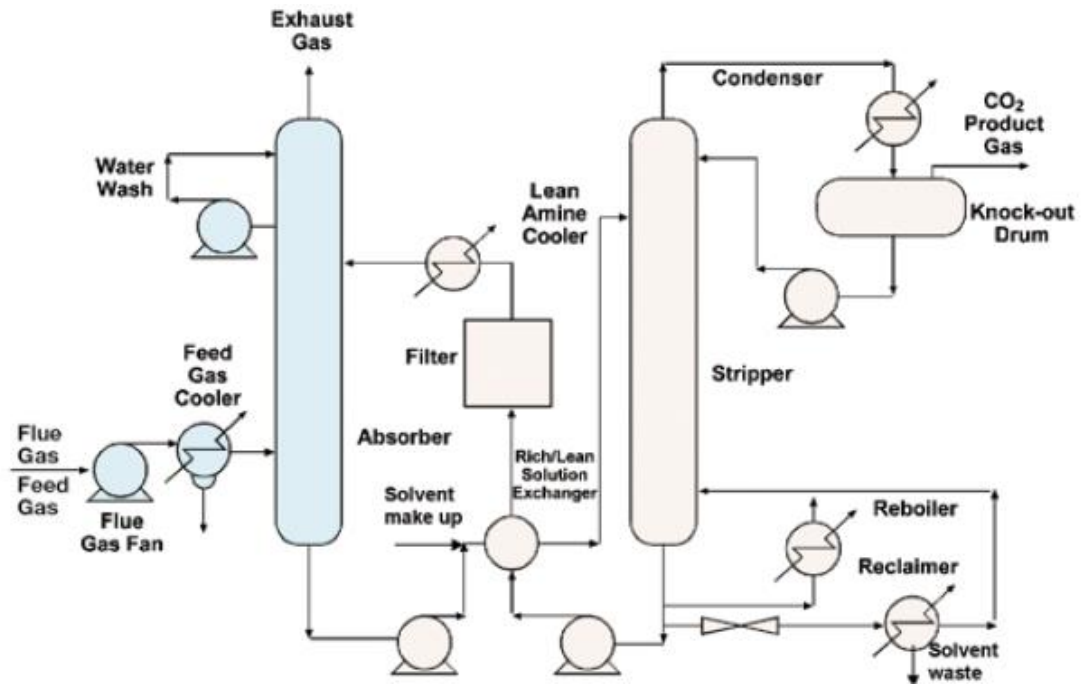 Exhaust
Gas
Condenser
CO₂
Product
Gas
Water
Wash
Lean
Amine
Cooler
Knock-out
Drum
Feed
Gas
Cooler
Filter
Stripper
Flue
Gas
Feed
Gas
Flue
Gas Fan
Absorber
Rich/Lean
Solution
Exchanger
Solvent
make up
Reboiler
Reclaimer
Solvent
waste